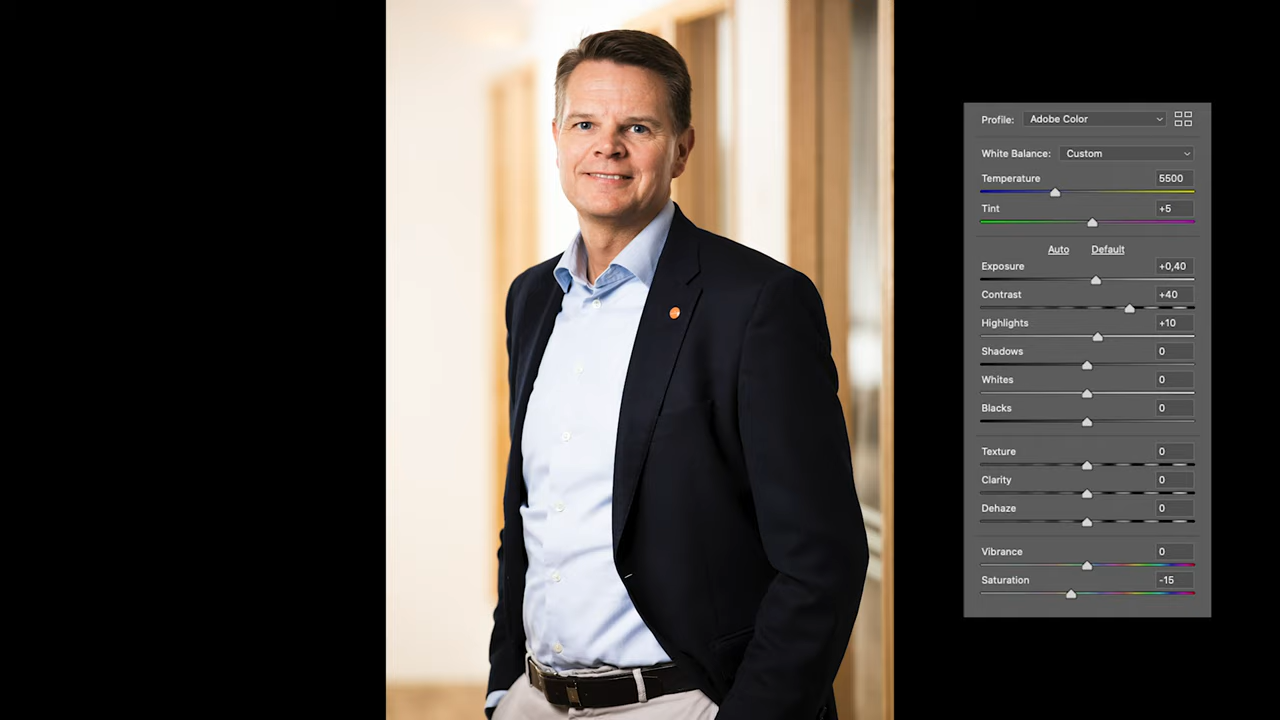 Profile: Adobe Color
White Balance: Custom
Temperature 5500
Tint +5
Auto Default
Exposure +0,40
Contrast +40
Highlights +10
Shadows 0
Whites 0
Blacks 0
Texture 0
Clarity 0
Dehaze 0
Vibrance 0
Saturation -15